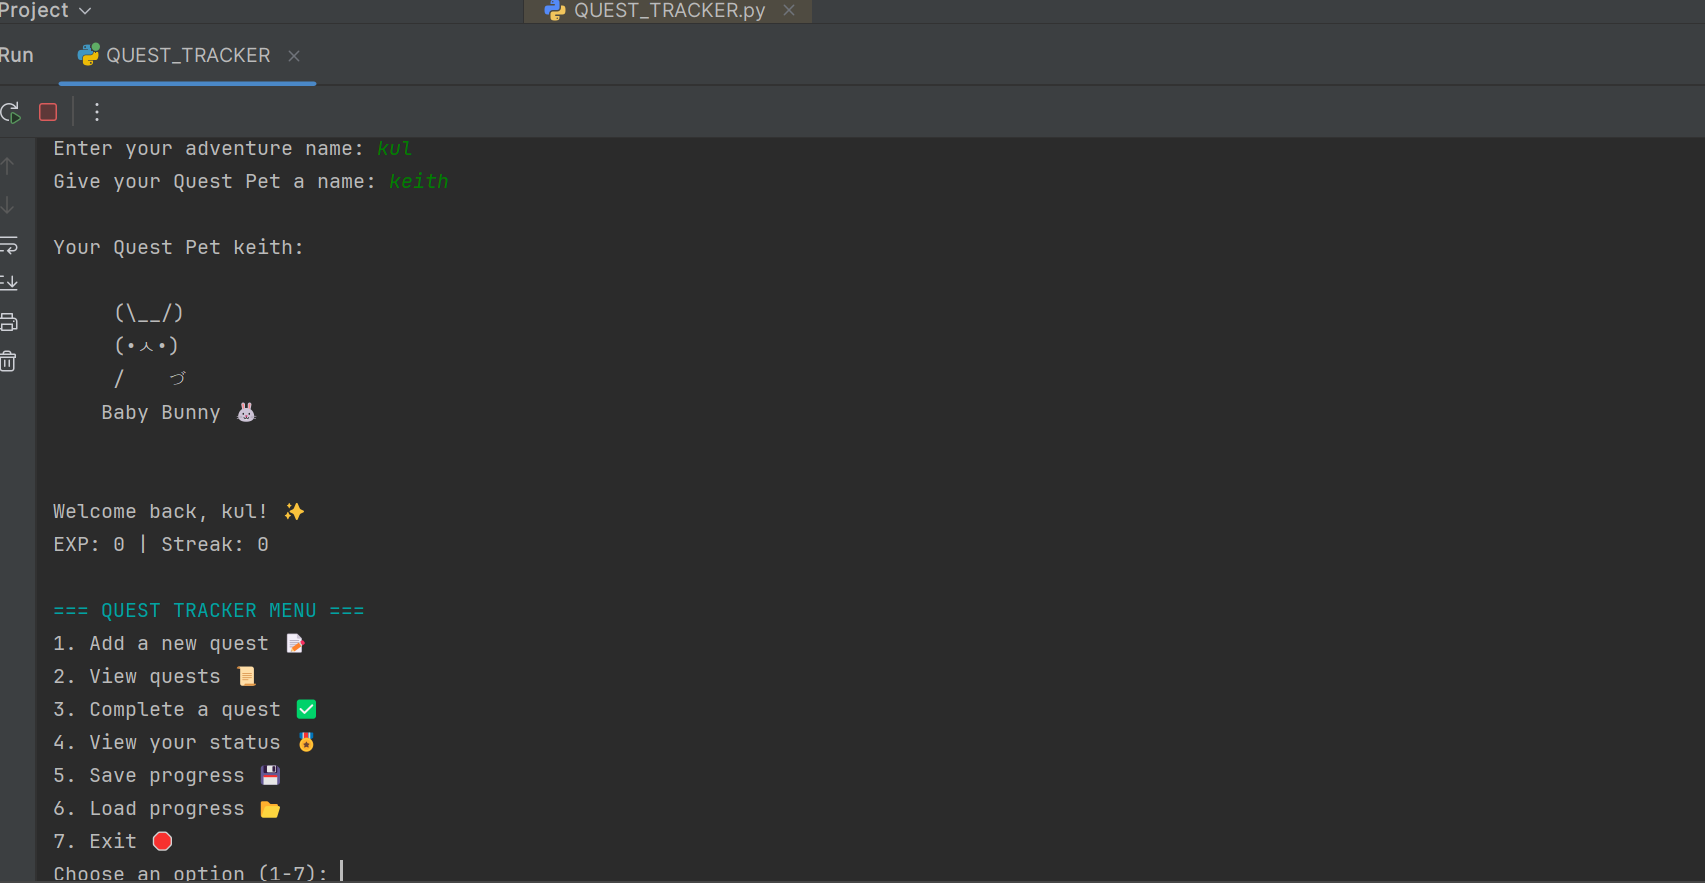 Project
QUEST_TRACKER.py
Run
QUEST_TRACKER
Enter your adventure name: kul
Give your Quest Pet a name: keith
Your Quest Pet keith:
(\__/)
(•ㅅ•)
/    づ
Baby Bunny 🐰
Welcome back, kul! ✨
EXP: 0 | Streak: 0
=== QUEST TRACKER MENU ===
1. Add a new quest 📝
2. View quests 📜
3. Complete a quest ✅
4. View your status 🏅
5. Save progress 💾
6. Load progress 📂
7. Exit 🛑
Choose an option (1-7):